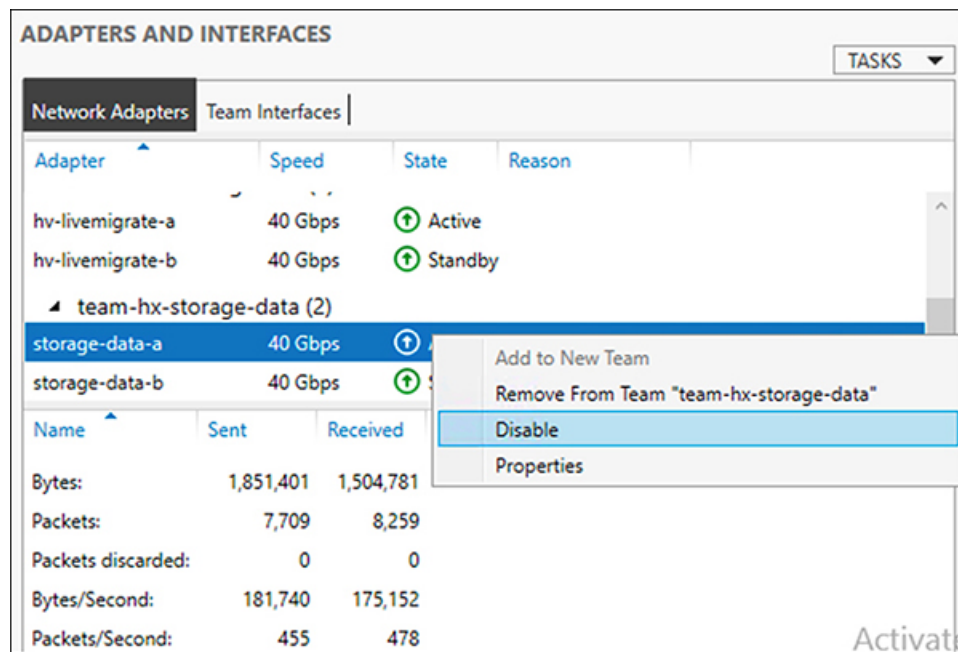 ADAPTERS AND INTERFACES
TASKS
Network Adapters Team Interfaces
Adapter Speed State Reason
hv-livemigrate-a 40 Gbps Active
hv-livemigrate-b 40 Gbps Standby
team-hx-storage-data (2)
storage-data-a 40 Gbps
Add to New Team
storage-data-b 40 Gbps
Remove From Team "team-hx-storage-data"
Name Sent Received
Disable
Properties
Bytes: 1,851,401 1,504,781
Packets: 7,709 8,259
Packets discarded: 0 0
Bytes/Second: 181,740 175,152
Packets/Second: 455 478
Activate